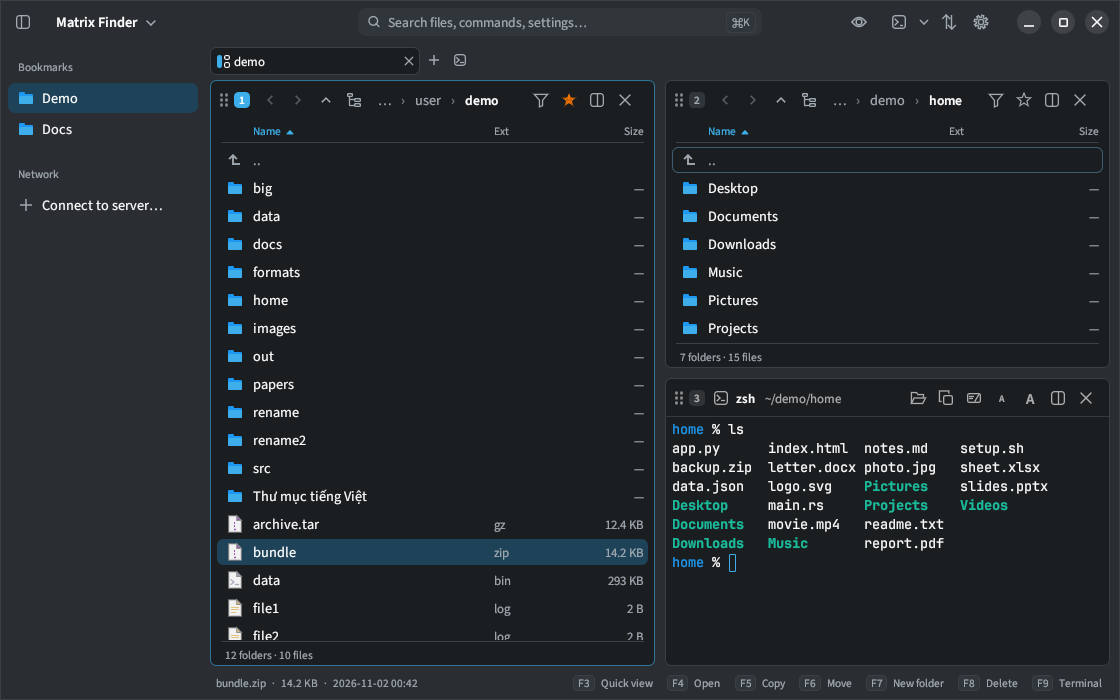 Matrix Finder
Search files, commands, settings… ⌘K
Bookmarks
Demo
Docs
Network
Connect to server…
demo
1 … › user › demo
Name Ext Size
..
big —
data —
docs —
formats —
home —
images —
out —
papers —
rename —
rename2 —
src —
Thư mục tiếng Việt —
archive.tar gz 12.4 KB
bundle zip 14.2 KB
data bin 293 KB
file1 log 2 B
file2 log 2 B
12 folders · 10 files
2 … › demo › home
Name Ext Size
..
Desktop —
Documents —
Downloads —
Music —
Pictures —
Projects —
7 folders · 15 files
3 zsh ~/demo/home A A
home % ls
app.py index.html notes.md setup.sh
backup.zip letter.docx photo.jpg sheet.xlsx
data.json logo.svg Pictures slides.pptx
Desktop main.rs Projects Videos
Documents movie.mp4 readme.txt
Downloads Music report.pdf
home %
bundle.zip · 14.2 KB · 2026-11-02 00:42
F3 Quick view F4 Open F5 Copy F6 Move F7 New folder F8 Delete F9 Terminal